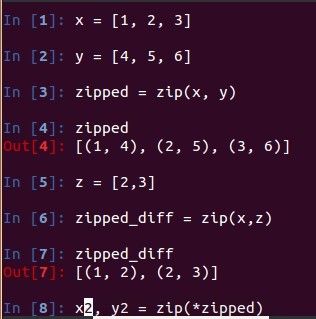 In [1]: x = [1, 2, 3]
In [2]: y = [4, 5, 6]
In [3]: zipped = zip(x, y)
In [4]: zipped
Out[4]: [(1, 4), (2, 5), (3, 6)]
In [5]: z = [2,3]
In [6]: zipped_diff = zip(x,z)
In [7]: zipped_diff
Out[7]: [(1, 2), (2, 3)]
In [8]: x2, y2 = zip(*zipped)